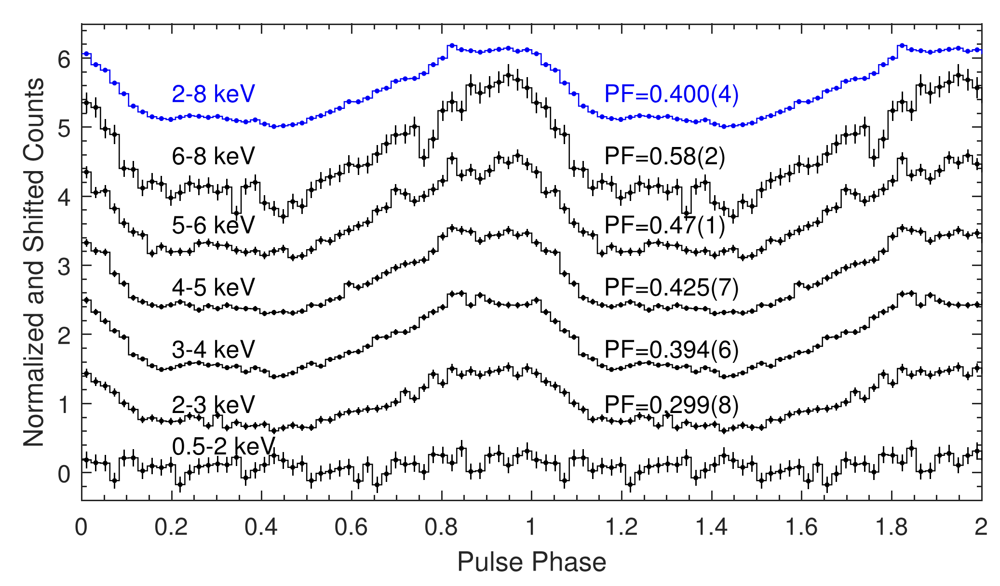 Normalized and Shifted Counts
6
5
4
3
2
1
0
2-8 keV PF=0.400(4)
6-8 keV PF=0.58(2)
5-6 keV PF=0.47(1)
4-5 keV PF=0.425(7)
3-4 keV PF=0.394(6)
2-3 keV PF=0.299(8)
0.5-2 keV
0 0.2 0.4 0.6 0.8 1 1.2 1.4 1.6 1.8 2
Pulse Phase